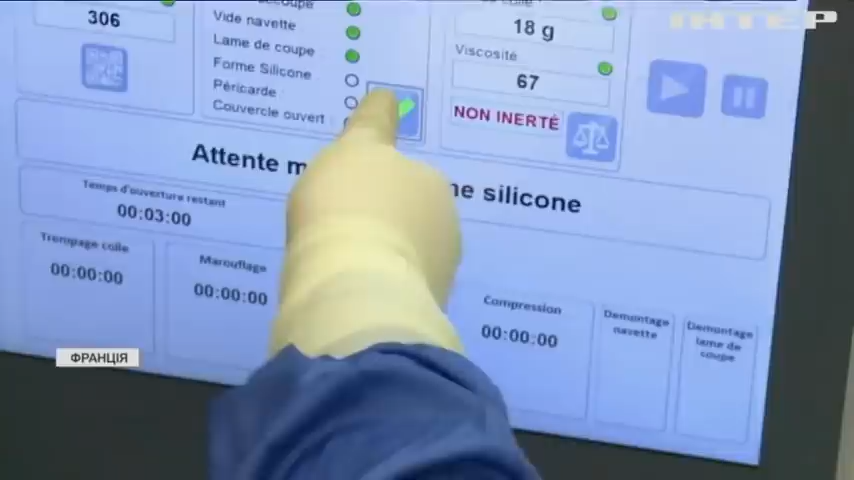 ІНТЕР
306
Vide navette
Lame de coupe
Forme Silicone
Péricarde
Couvercle ouvert :
18 g
Viscosité
67
NON INERTÉ
Attente
silicone
Temps d'ouverture restant
00:03:00
Trempage colle
00:00:00
Marouflage
00:00:00
Compression
00:00:00
Demontage
navette
Demontage
lame de
coupe
ФРАНЦІЯ